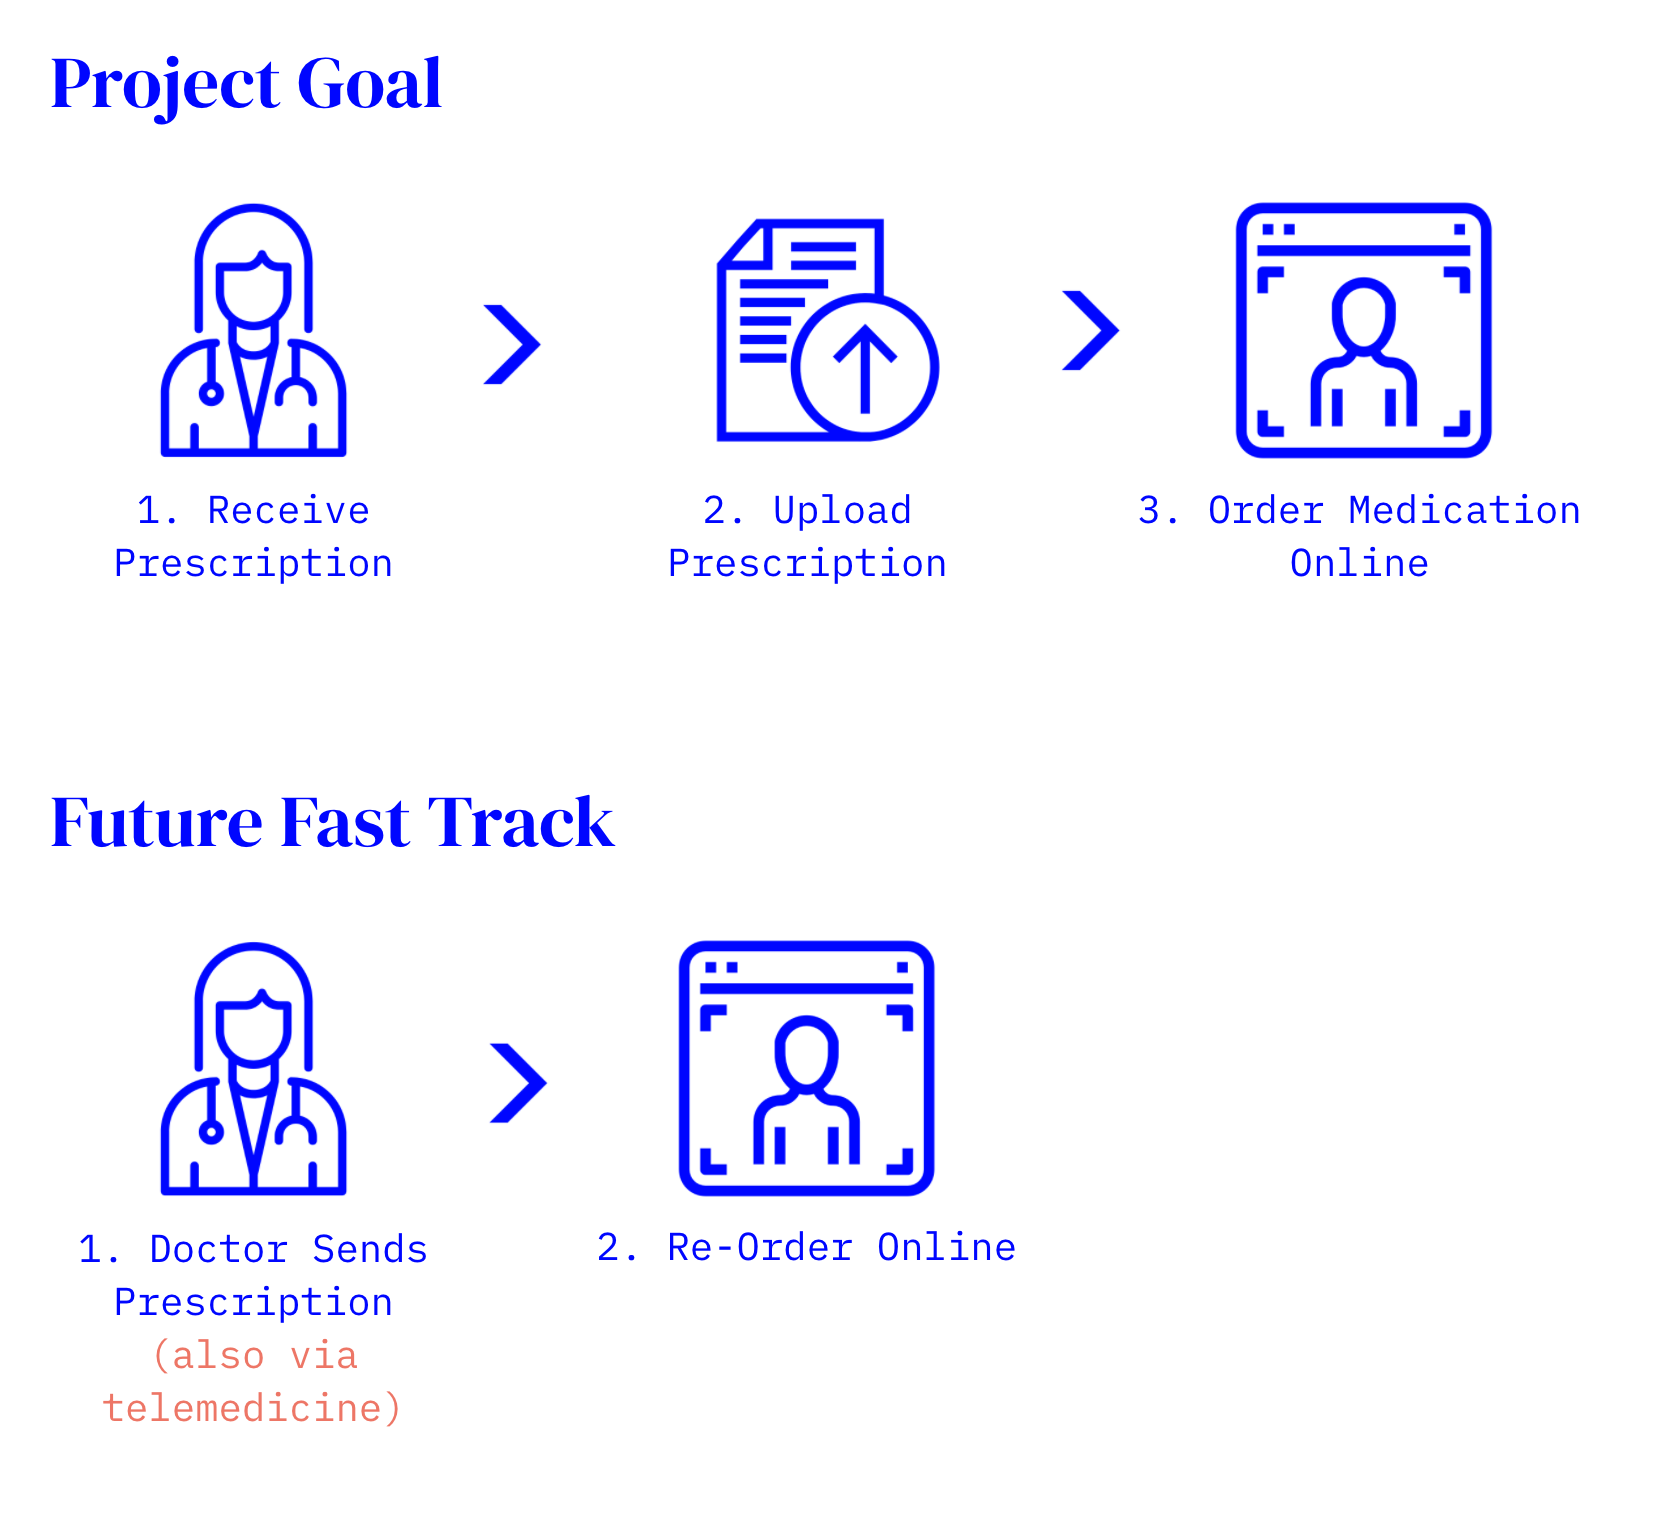 Project Goal
1. Receive
Prescription
2. Upload
Prescription
3. Order Medication
Online
Future Fast Track
1. Doctor Sends
Prescription
(also via
telemedicine)
2. Re-Order Online